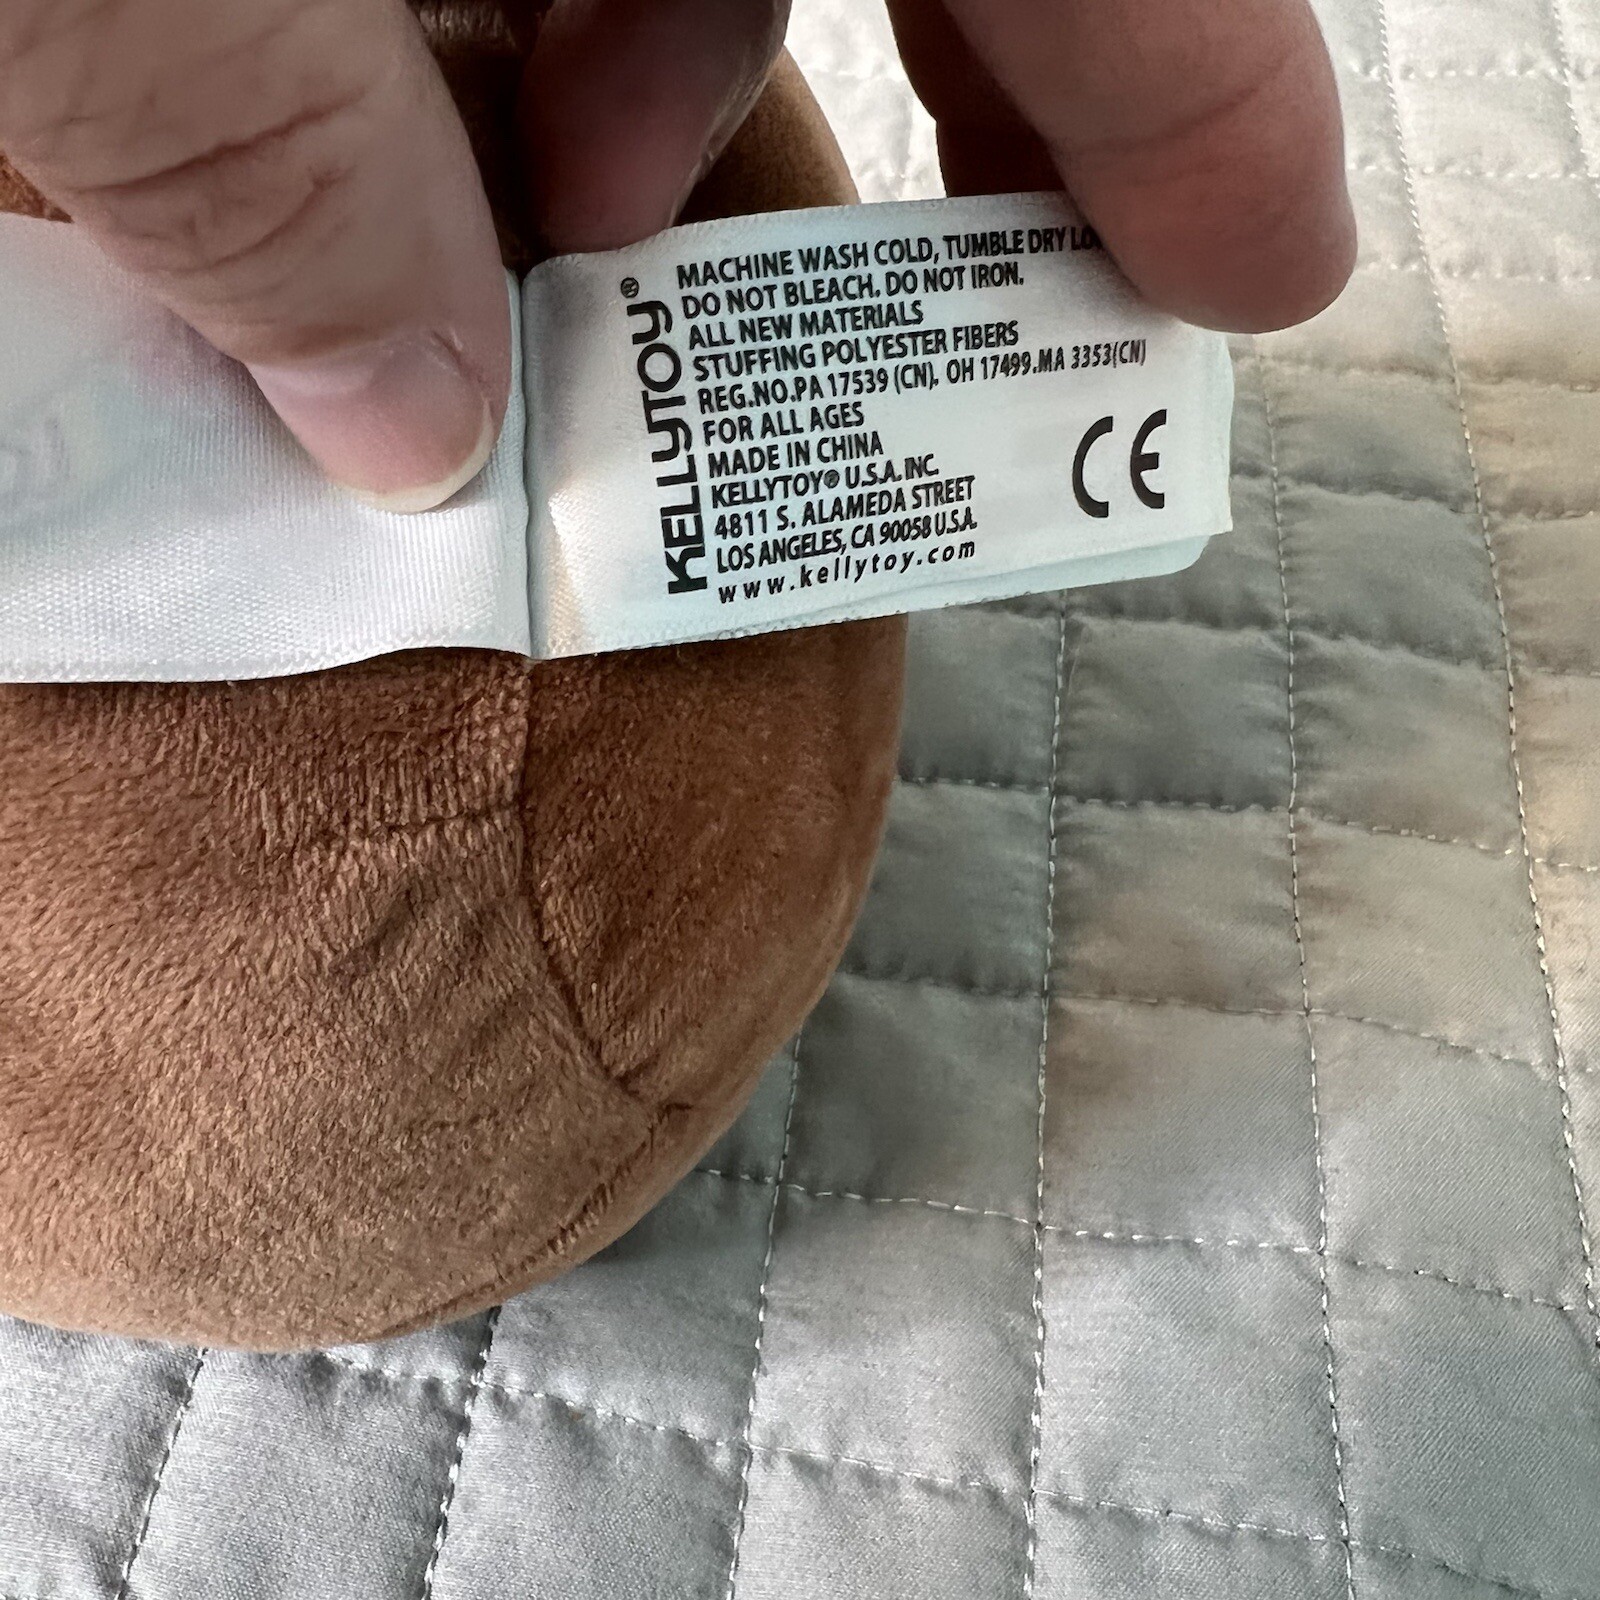 KELLYTOY®
MACHINE WASH COLD, TUMBLE DRY
DO NOT BLEACH. DO NOT IRON.
ALL NEW MATERIALS
STUFFING POLYESTER FIBERS
REG.NO.PA 17539 (CN), OH 17499.MA 3353(CN)
FOR ALL AGES
MADE IN CHINA
KELLYTOY® U.S.A. INC.
4811 S. ALAMEDA STREET
LOS ANGELES, CA 90058 U.S.A.
www.kellytoy.com
CE